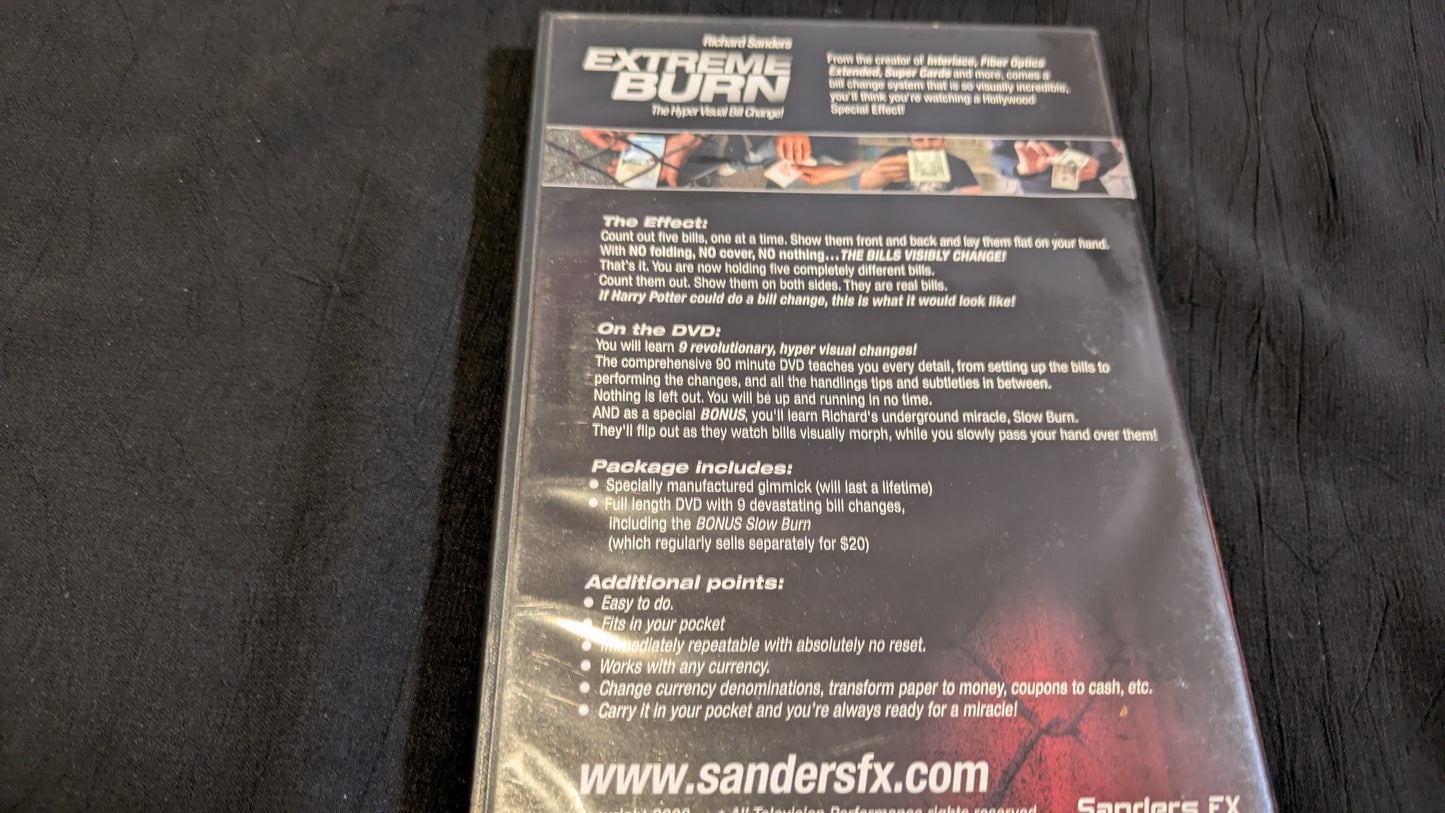 Richard Sanders
EXTREME
BURN
The Hyper Visual Bill Change!
From the creator of Interface, Fiber Optics
Extended, Super Cards and more, comes a
bill change system that is so visually incredible,
you'll think you're watching a Hollywood
Special Effect!
The Effect:
Count out five bills, one at a time. Show them front and back and lay them flat on your hand.
With NO folding, NO cover, NO nothing...THE BILLS VISIBLY CHANGE!
That's it. You are now holding five completely different bills.
Count them out. Show them on both sides. They are real bills.
If Harry Potter could do a bill change, this is what it would look like!
On the DVD:
You will learn 9 revolutionary, hyper visual changes!
The comprehensive 90 minute DVD teaches you every detail, from setting up the bills to
performing the changes, and all the handlings tips and subtleties in between.
Nothing is left out. You will be up and running in no time.
AND as a special BONUS, you'll learn Richard's underground miracle, Slow Burn.
They'll flip out as they watch bills visually morph, while you slowly pass your hand over them!
Package includes:
• Specially manufactured gimmick (will last a lifetime)
• Full length DVD with 9 devastating bill changes,
including the BONUS Slow Burn
(which regularly sells separately for $20)
Additional points:
• Easy to do.
• Fits in your pocket
• Immediately repeatable with absolutely no reset.
• Works with any currency.
• Change currency denominations, transform paper to money, coupons to cash, etc.
• Carry it in your pocket and you're always ready for a miracle!
www.sandersfx.com
All Television Performance rights reserved
Sanders FX